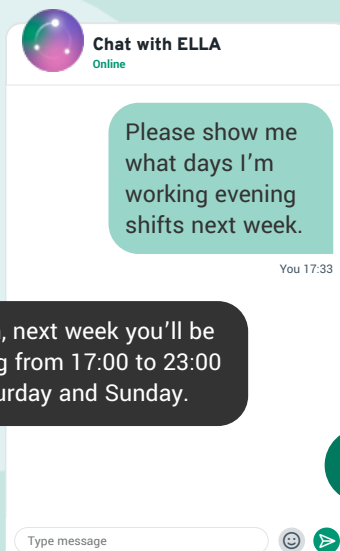 Chat with ELLA
Online
Please show me
what days I’m
working evening
shifts next week.
You 17:33
, next week you’ll be
from 17:00 to 23:00
and Sunday.
Type message